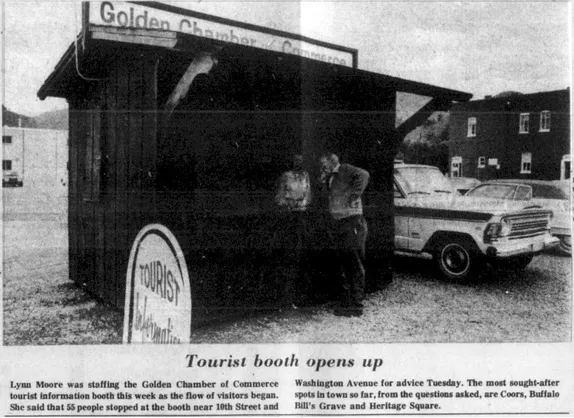 Golden Chamber of Commerce
TOURIST
Information
Tourist booth opens up
Lynn Moore was staffing the Golden Chamber of Commerce
tourist information booth this week as the flow of visitors began.
She said that 55 people stopped at the booth near 10th Street and
Washington Avenue for advice Tuesday. The most sought-after
spots in town so far, from the questions asked, are Coors, Buffalo
Bill's Grave and Heritage Square.